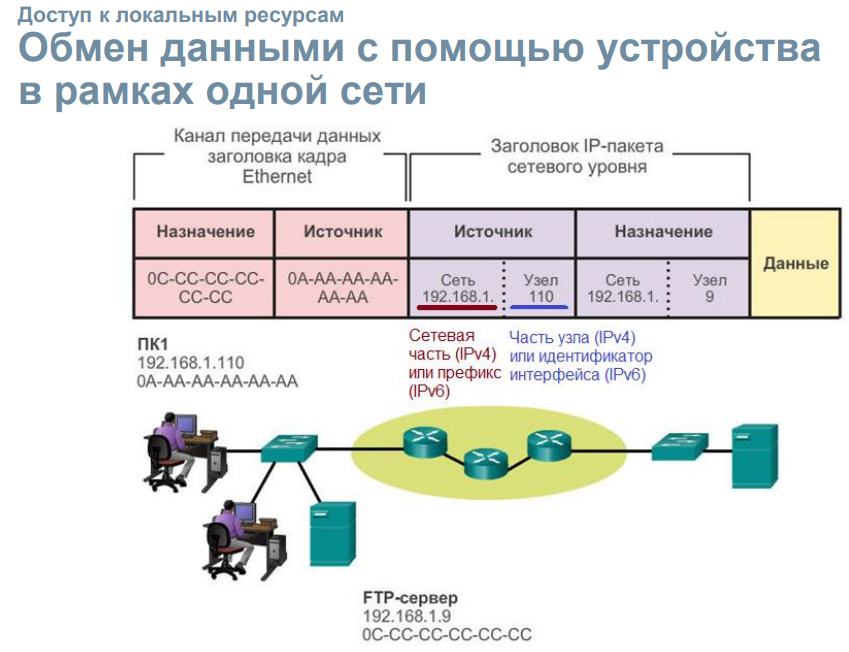 Доступ к локальным ресурсам
Обмен данными с помощью устройства
в рамках одной сети
Канал передачи данных
заголовка кадра
Ethernet
Заголовок IP-пакета
сетевого уровня
Назначение
Источник
Источник
Назначение
Данные
0C-CC-CC-CC-
CC-CC
0A-AA-AA-AA-
AA-AA
Сеть
192.168.1.
Узел
110
Сеть
192.168.1.
Узел
9
ПК1
192.168.1.110
0A-AA-AA-AA-AA-AA
Сетевая
часть (IPv4)
или префикс
(IPv6)
Часть узла (IPv4)
или идентификатор
интерфейса (IPv6)
FTP-сервер
192.168.1.9
0C-CC-CC-CC-CC-CC